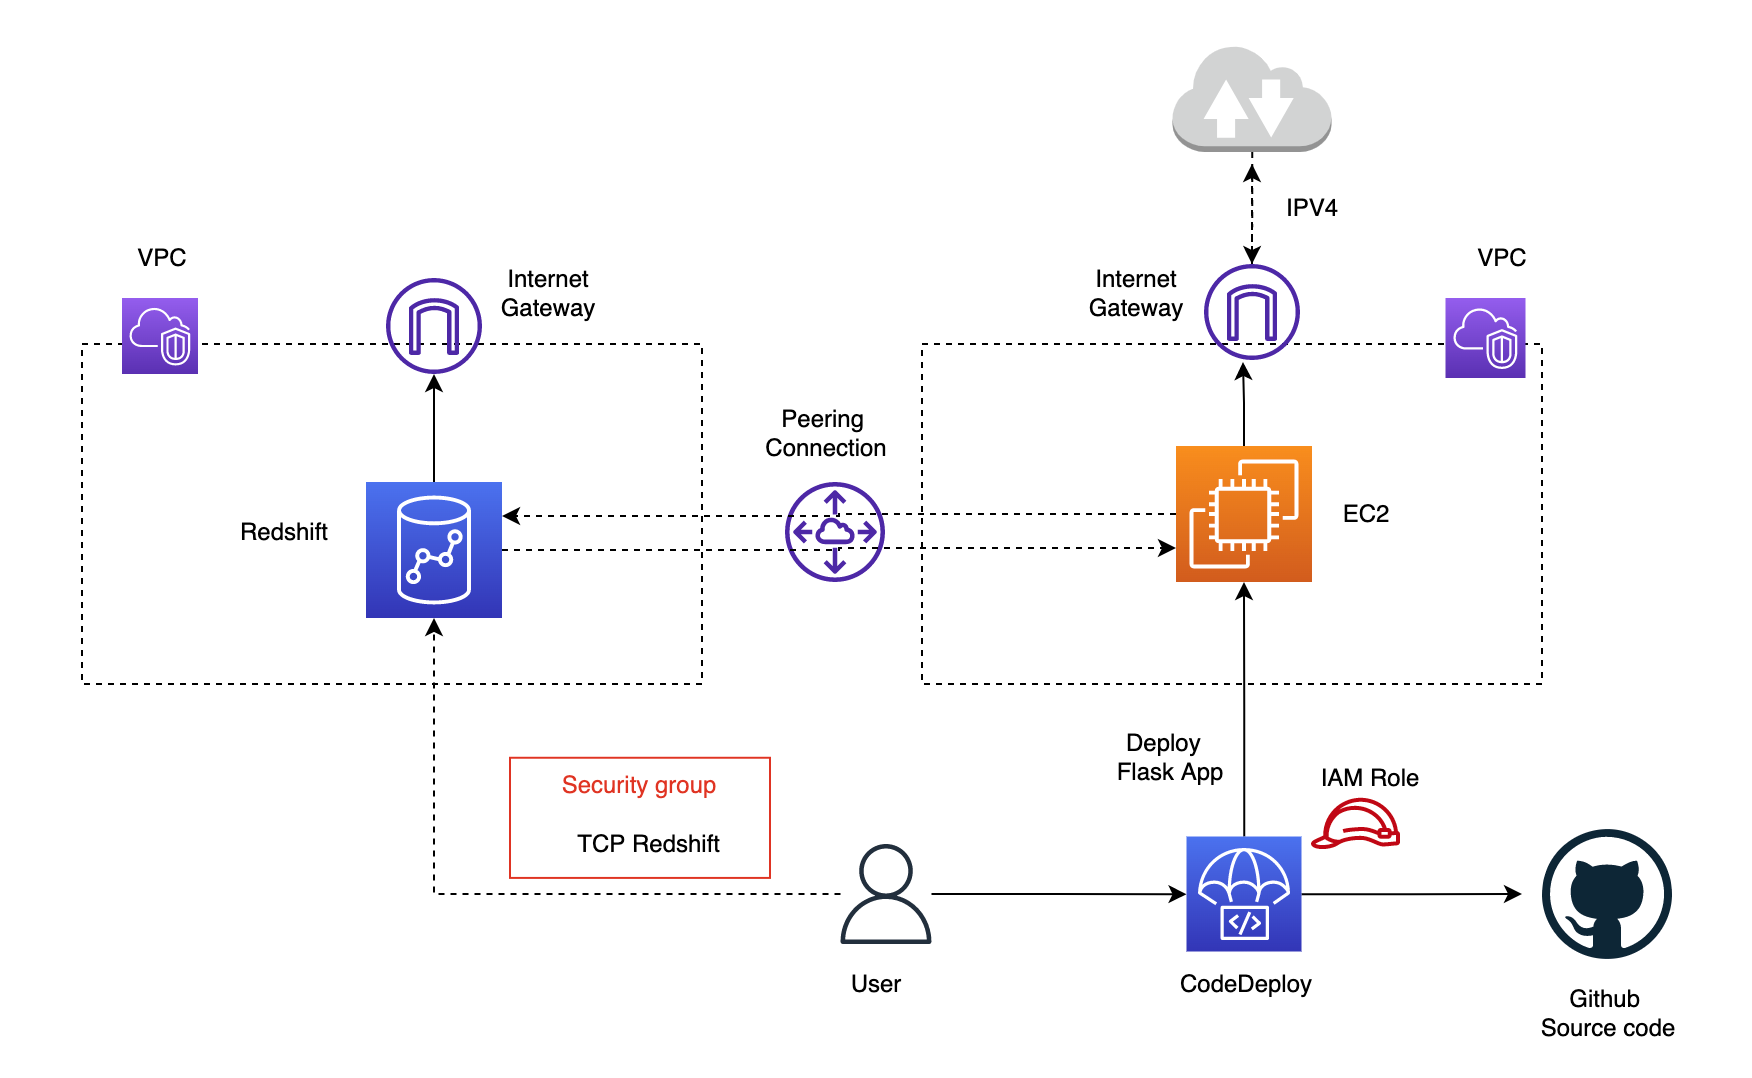 IPV4
VPC
VPC
Internet
Gateway
Internet
Gateway
Peering
Connection
Redshift
EC2
Deploy
Flask App
Security group
TCP Redshift
IAM Role
</>
User
CodeDeploy
Github
Source code